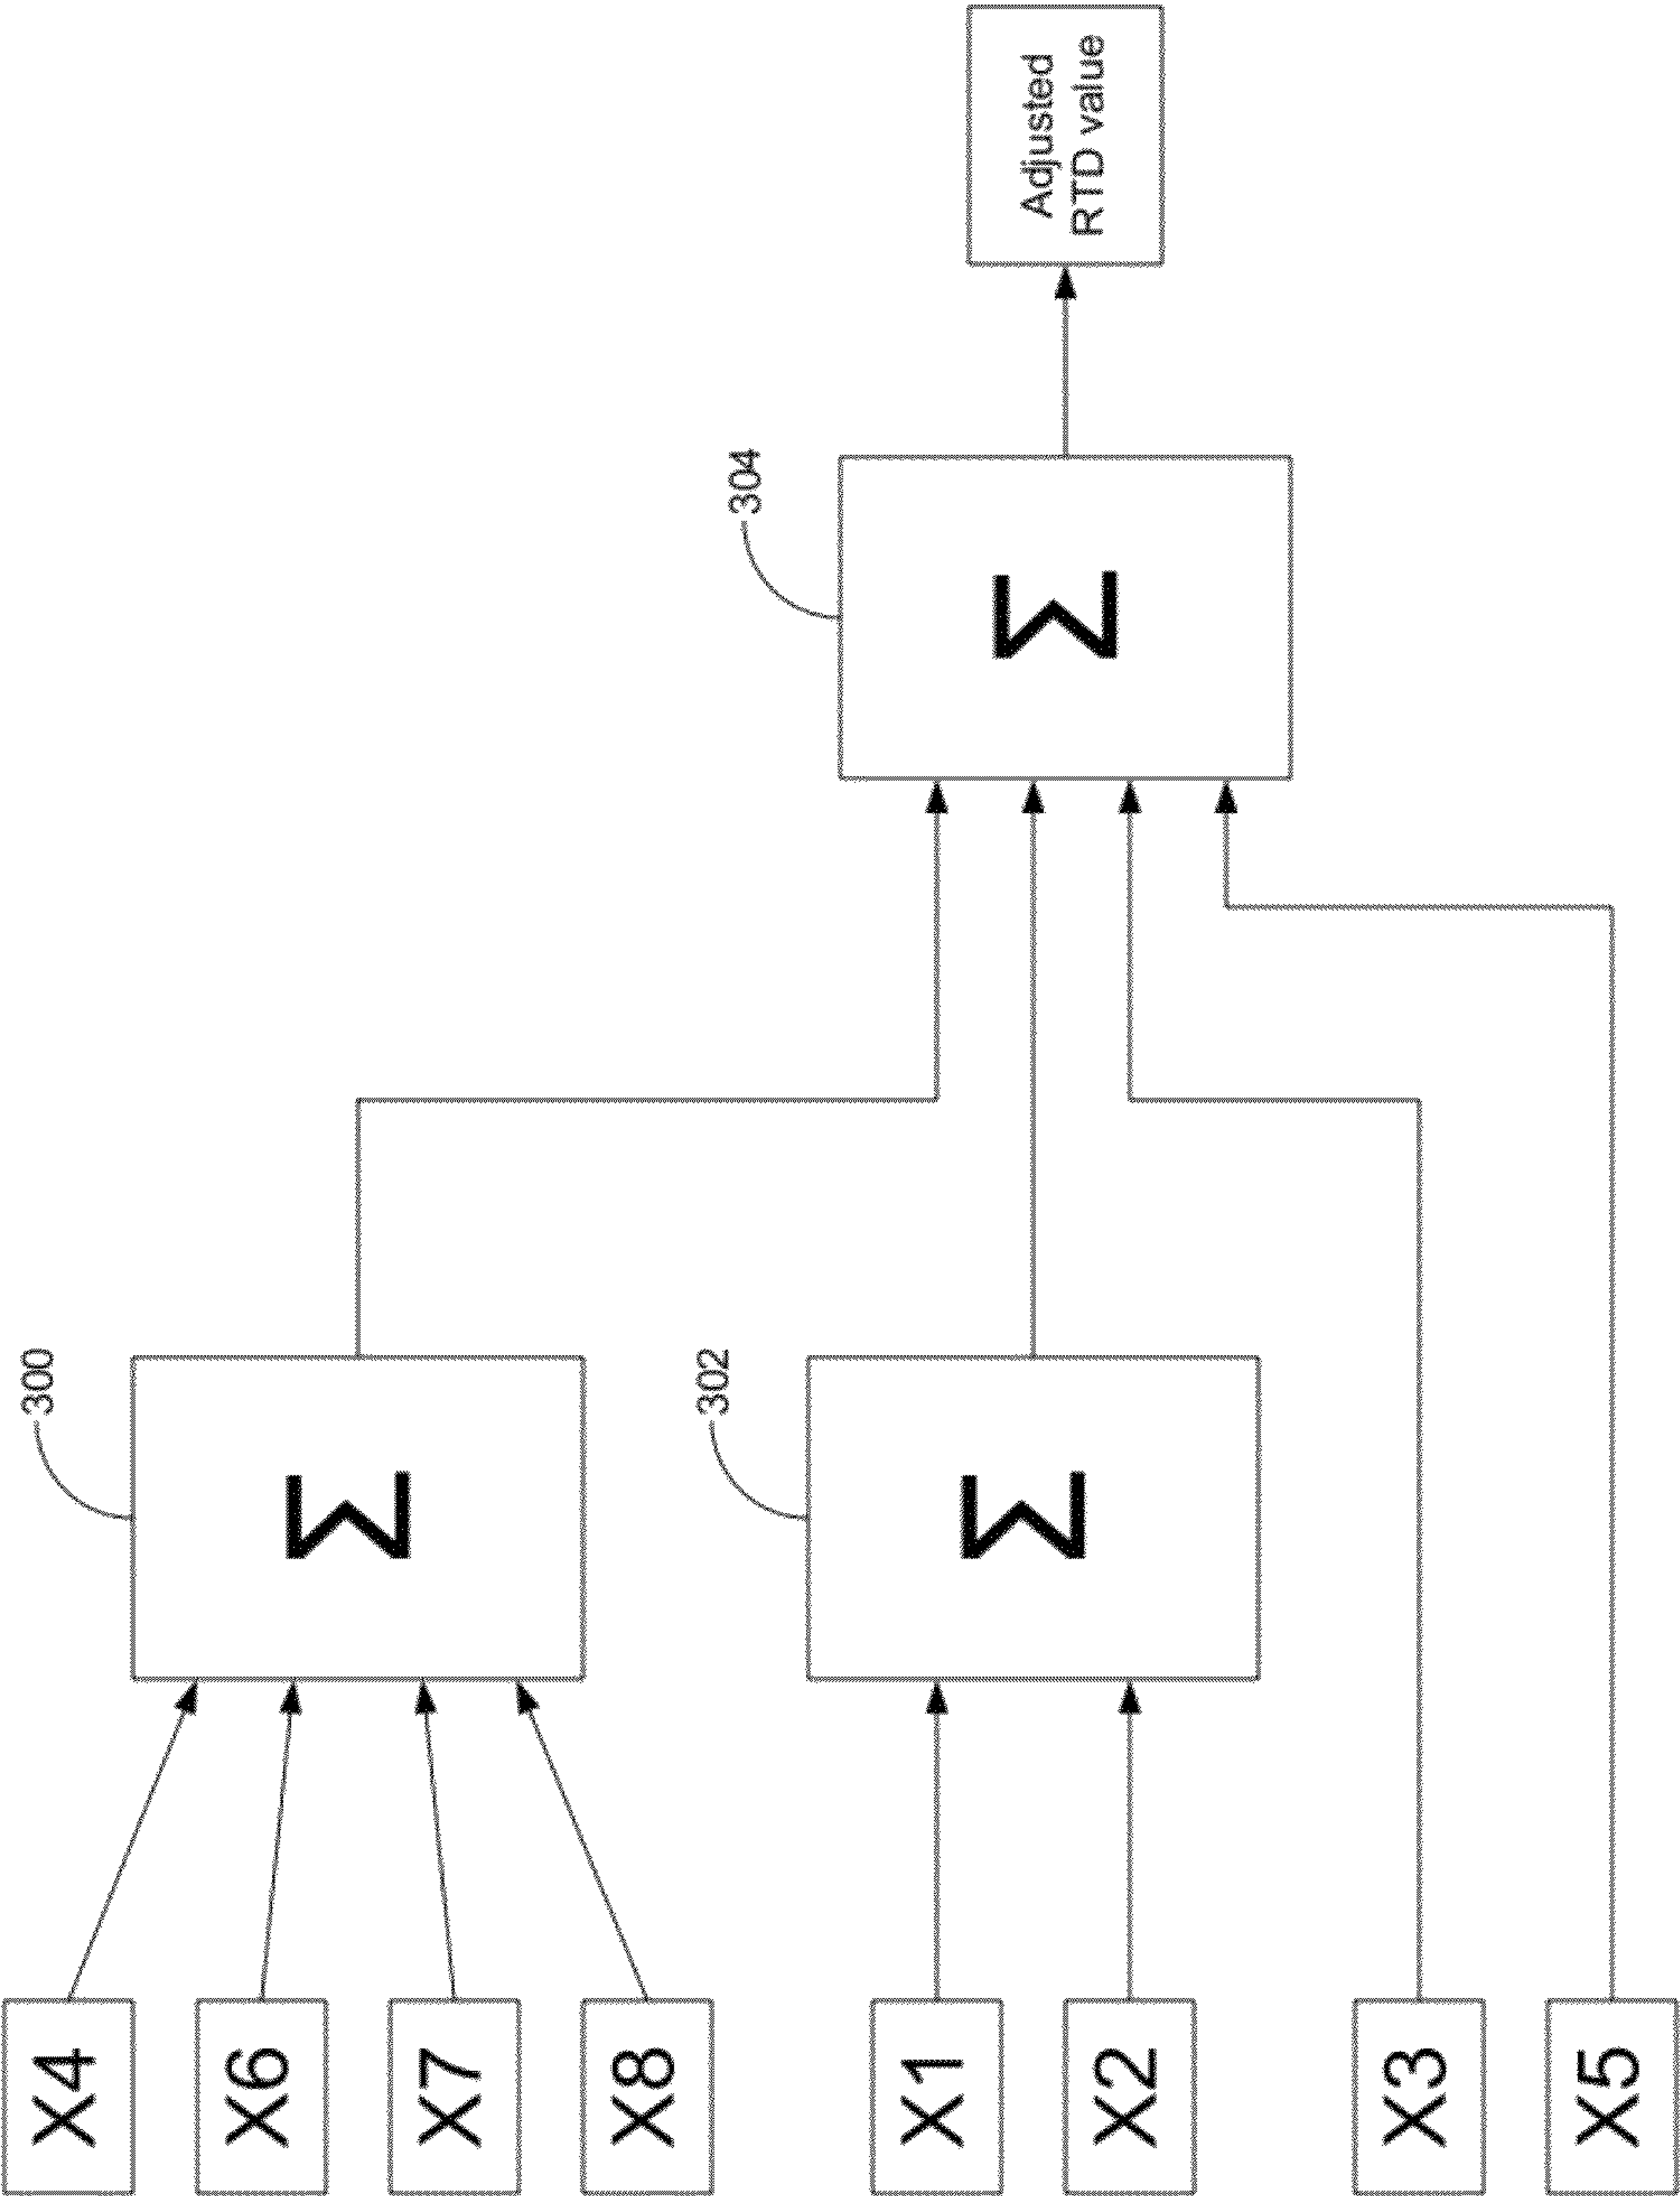 X4
X6
X7
X8
X1
X2
X3
X5
300
Σ
302
Σ
304
Σ
Adjusted
RTD value